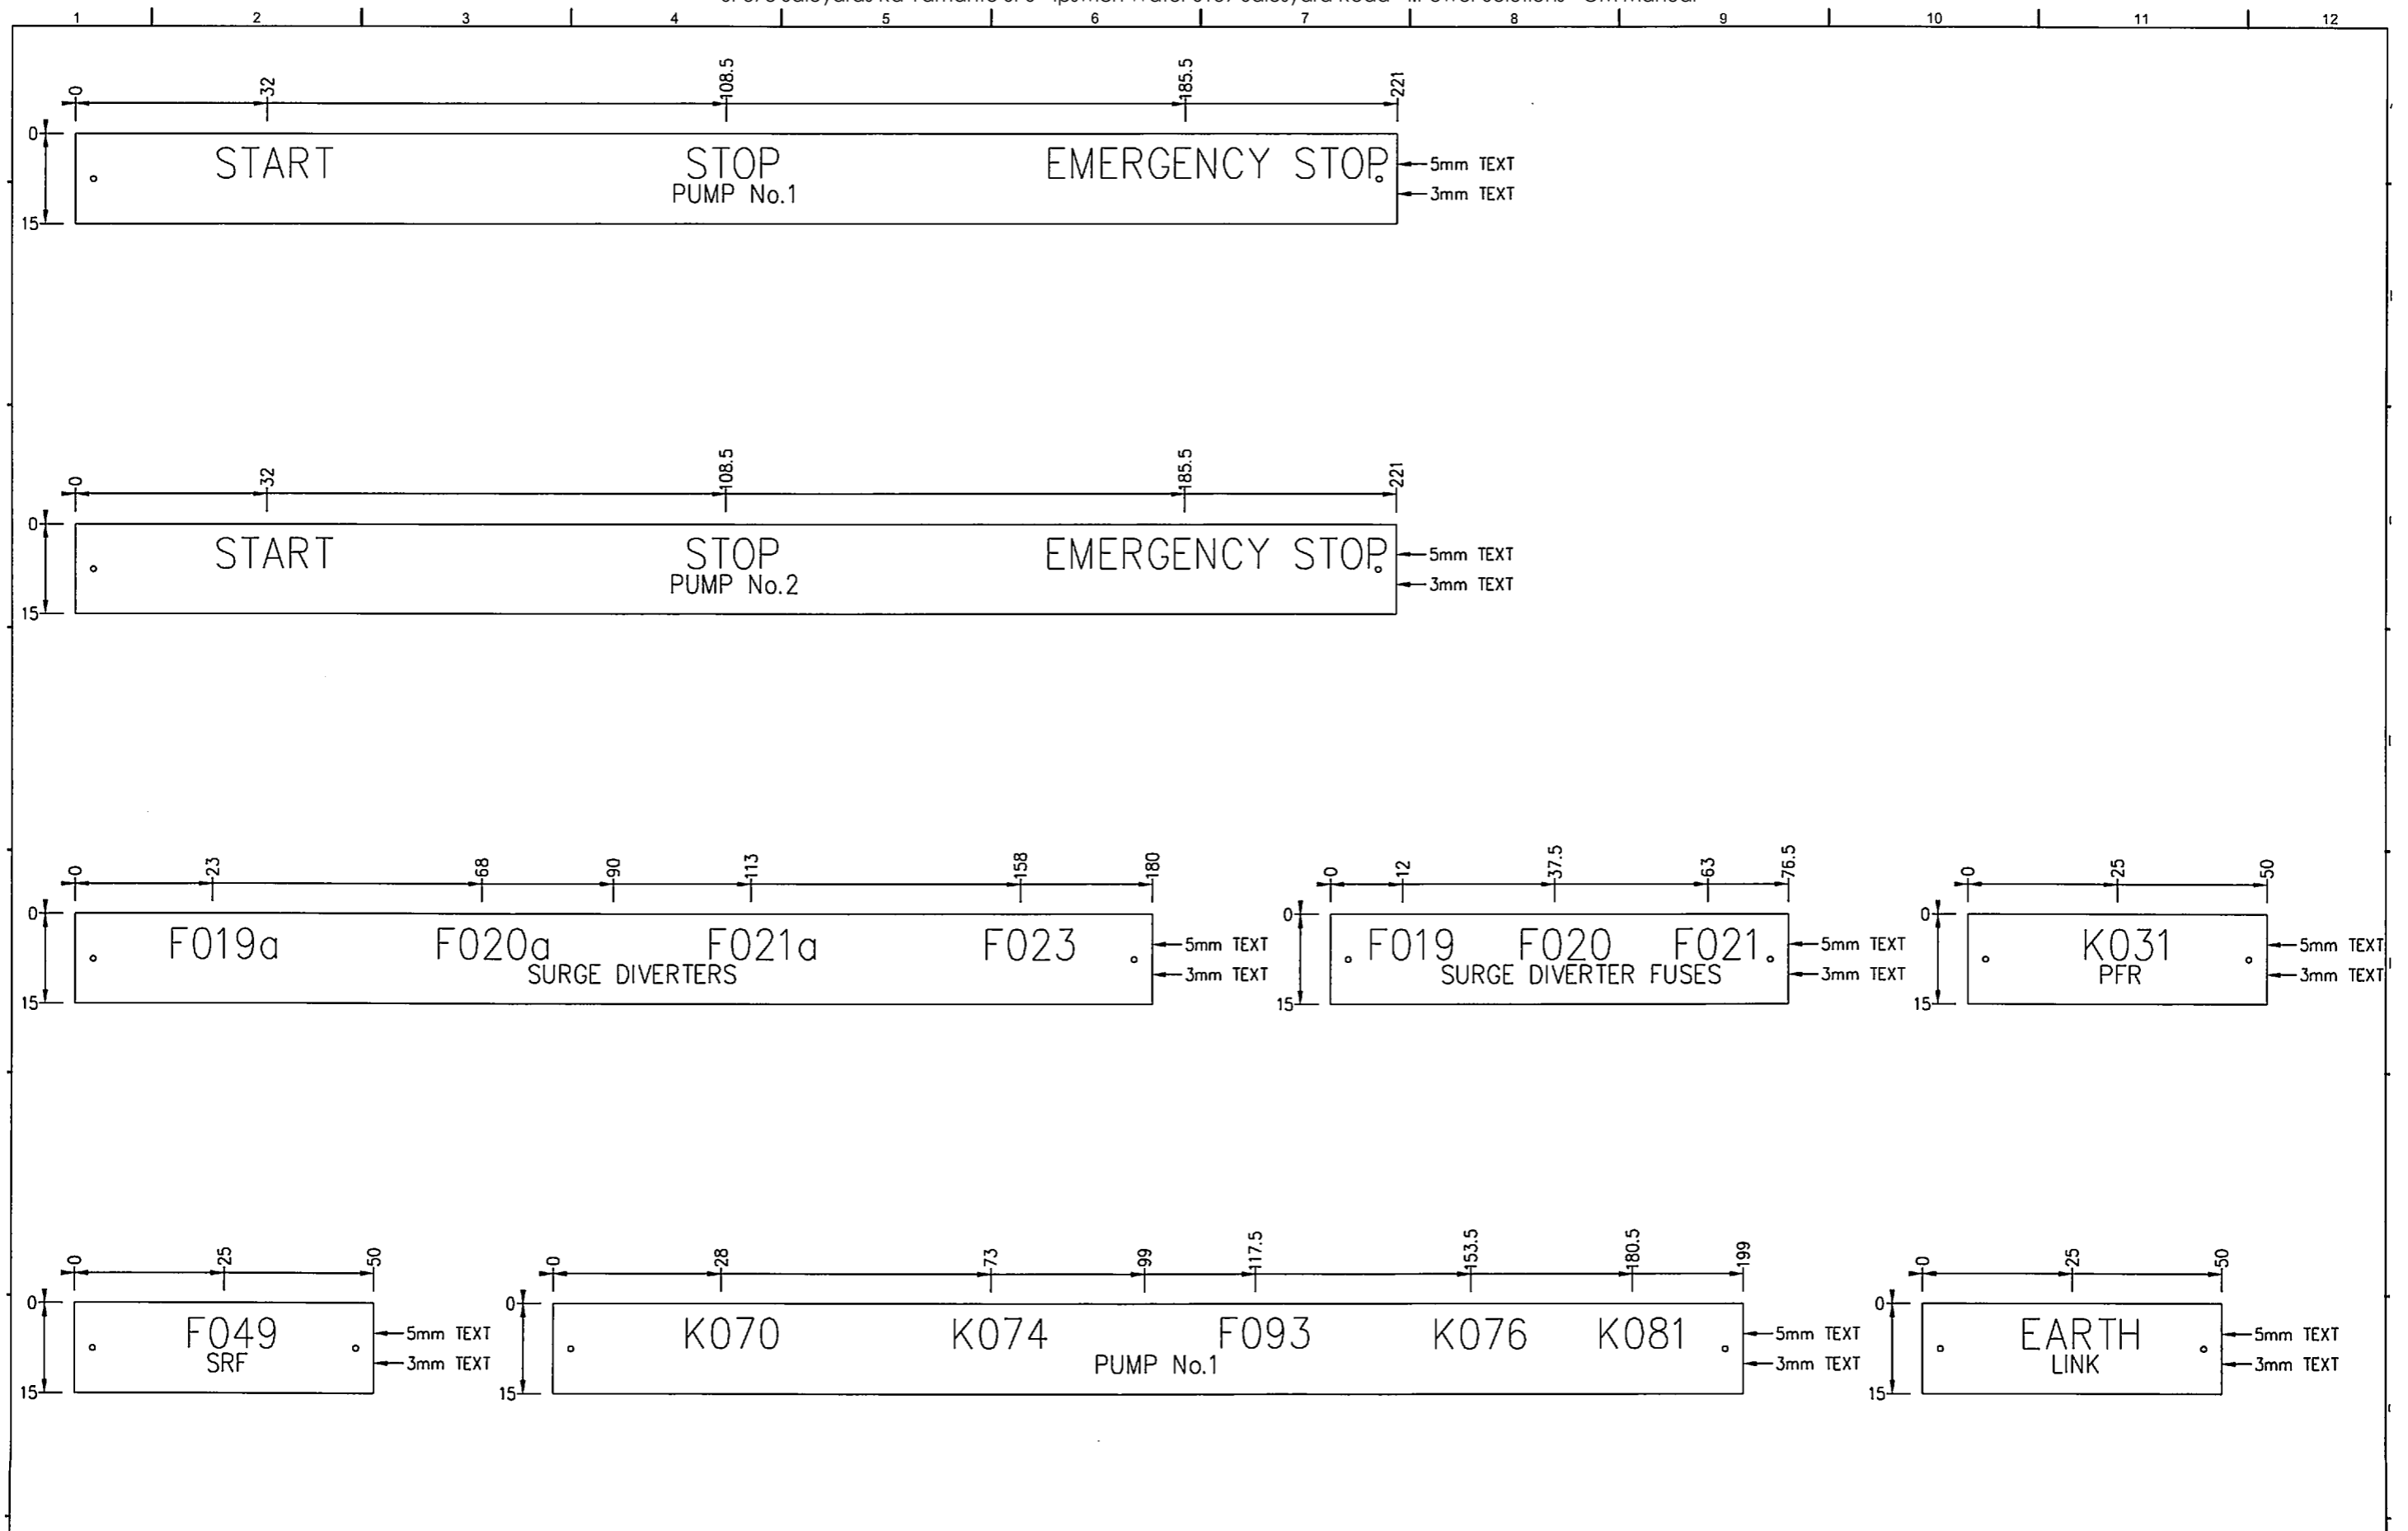 1 2 3 4 5 6 7 8 9 10 11 12
0 32 108.5 185.5 221
0
START STOP EMERGENCY STOP 5mm TEXT
PUMP No.1 3mm TEXT
15
0 32 108.5 185.5 221
0
START STOP EMERGENCY STOP 5mm TEXT
PUMP No.2 3mm TEXT
15
0 23 68 90 113 158 180
0
F019a F020a F021a F023 5mm TEXT
SURGE DIVERTERS 3mm TEXT
15
0 12 37.5 63 76.5
0
F019 F020 F021 5mm TEXT
SURGE DIVERTER FUSES 3mm TEXT
15
0 25 50
0
K031 5mm TEXT
PFR 3mm TEXT
15
0 25 50
0
F049 5mm TEXT
SRF 3mm TEXT
15
0 28 73 99 117.5 153.5 180.5 199
0
K070 K074 F093 K076 K081 5mm TEXT
PUMP No.1 3mm TEXT
15
0 25 50
0
EARTH 5mm TEXT
LINK 3mm TEXT
15